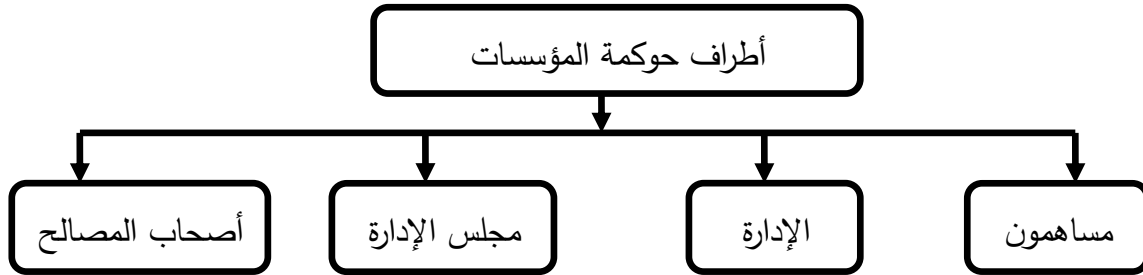 أطراف حوكمة المؤسسات
مساهمون
الإدارة
مجلس الإدارة
أصحاب المصالح